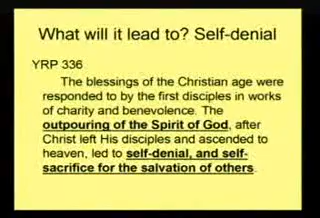 What will it lead to? Self-denial
YRP 336
The blessings of the Christian age were
responded to by the first disciples in works
of charity and benevolence. The
outpouring of the Spirit of God, after
Christ left His disciples and ascended to
heaven, led to self-denial, and self-
sacrifice for the salvation of others.